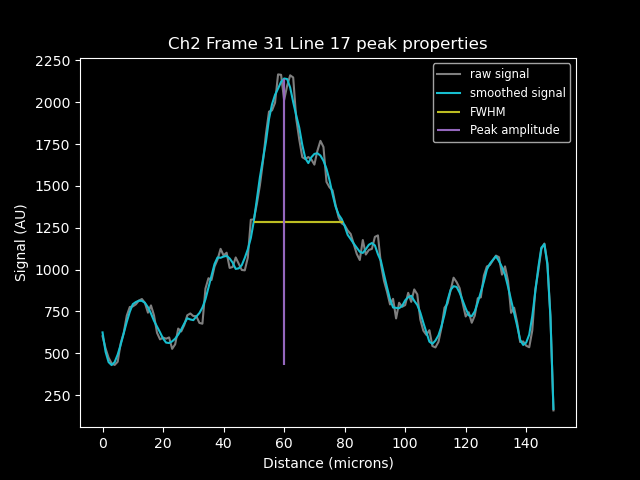 Ch2 Frame 31 Line 17 peak properties
raw signal
smoothed signal
FWHM
Peak amplitude
Signal (AU)
2250
2000
1750
1500
1250
1000
750
500
250
0 20 40 60 80 100 120 140
Distance (microns)